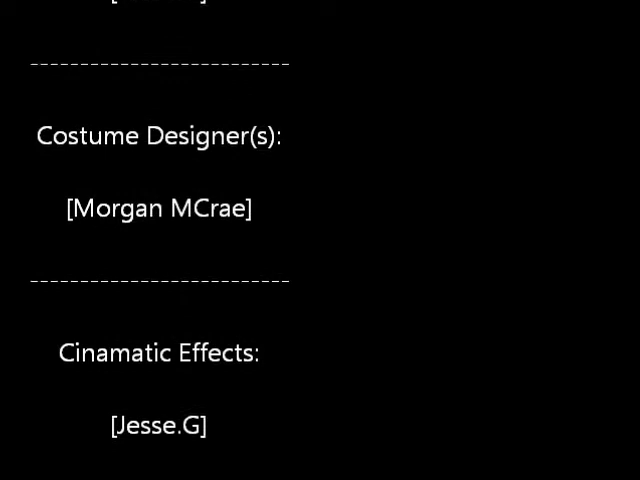 --------------------------
Costume Designer(s):
[Morgan MCrae]
--------------------------
Cinamatic Effects:
[Jesse.G]